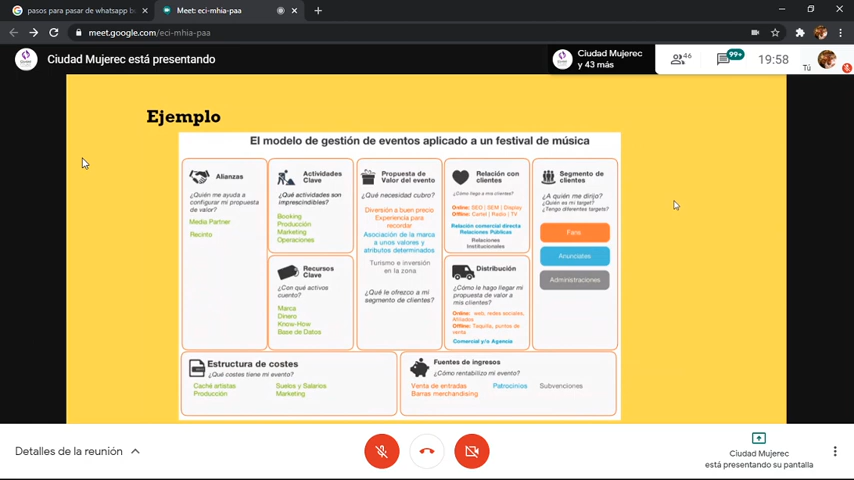 pasos para pasar de whatsapp b
Meet: eci-mhia-paa
meet.google.com/eci-mhia-paa
Ciudad Mujerec está presentando
Ciudad Mujerec
y 43 más
46
99+
19:58
Tú
Ejemplo
El modelo de gestión de eventos aplicado a un festival de música
Alianzas
¿Quién me ayuda a
configurar mi propuesta
de valor?
Media Partner
Recinto
Actividades
Clave
¿Qué actividades son
imprescindibles?
Booking
Producción
Marketing
Operaciones
Recursos
Clave
¿Con qué activos
cuento?
Marca
Dinero
Know-How
Base de Datos
Propuesta de
Valor del evento
¿Qué necesidad cubro?
Diversión a buen precio
Experiencia para
recordar
Asociación de la marca
a unos valores y
atributos determinados
Turismo e inversión
en la zona
¿Qué le ofrezco a mi
segmento de clientes?
Relación con
clientes
¿Cómo llego a mis clientes?
Online: SEO | SEM | Display
Offline: Cartel | Radio | TV
Relación comercial directa
Relaciones Públicas
Relaciones
Institucionales
Distribución
¿Cómo le hago llegar mi
propuesta de valor a
mis clientes?
Online: web, redes sociales,
Afiliados
Offline: Taquilla, puntos de
venta
Comercial y/o Agencia
Segmento de
clientes
¿A quién me dirijo?
¿Quién es mi target?
¿Tengo diferentes targets?
Fans
Anunciantes
Administraciones
Estructura de costes
¿Qué costes tiene mi evento?
Caché artistas
Producción
Sueldos y Salarios
Marketing
Fuentes de ingresos
¿Cómo rentabilizo mi evento?
Venta de entradas
Barras merchandising
Patrocinios
Subvenciones
Detalles de la reunión
Ciudad Mujerec
está presentando su pantalla